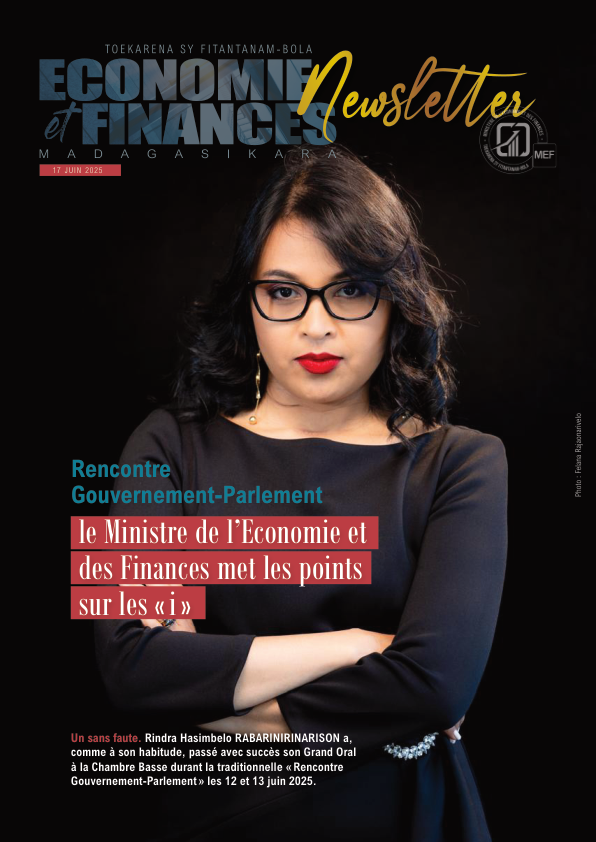 TOEKARENA SY FITANTANAM-BOLA
ECONOMIE
et FINANCES
Newsletter
MADAGASIKARA
MEF
17 JUIN 2025
Photo : Feiana Rajaonarivelo
Rencontre
Gouvernement-Parlement
le Ministre de l’Economie et
des Finances met les points
sur les « i »
Un sans faute. Rindra Hasimbelo RABARINIRINARISON a,
comme à son habitude, passé avec succès son Grand Oral
à la Chambre Basse durant la traditionnelle « Rencontre
Gouvernement-Parlement » les 12 et 13 juin 2025.